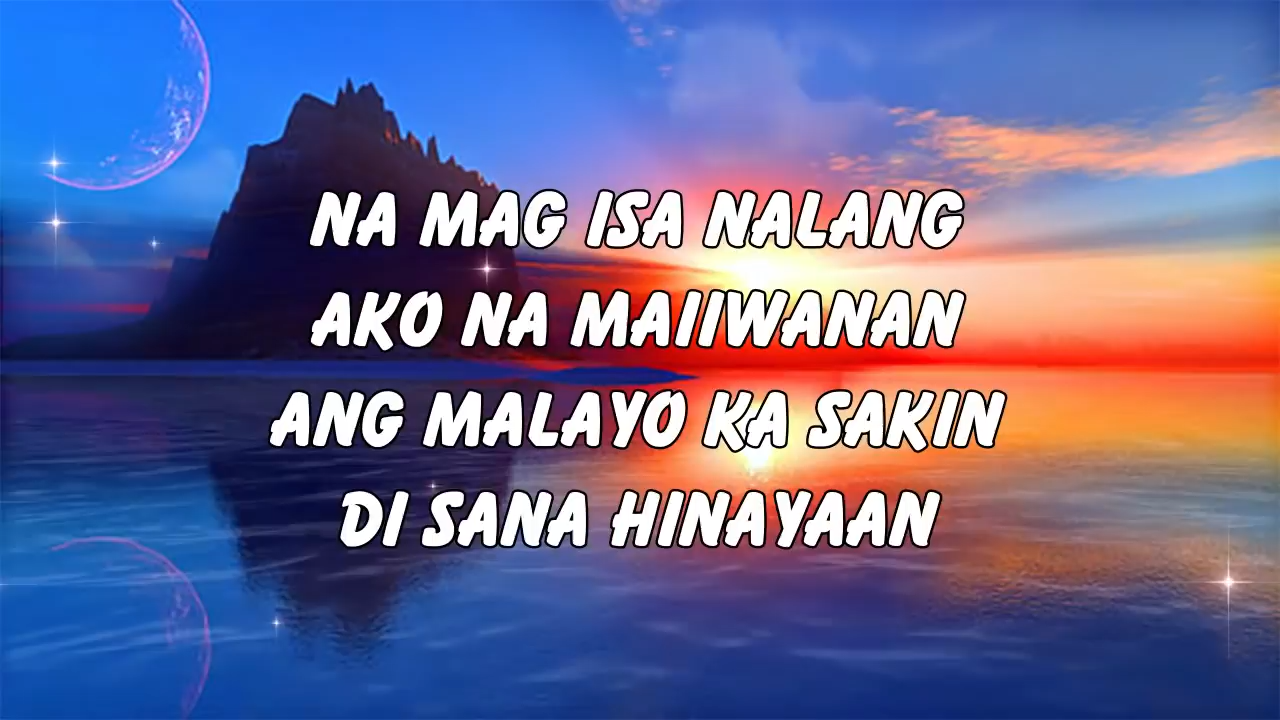 NA MAG ISA NALANG
AKO NA MAIIWANAN
ANG MALAYO KA SAKIN
DI SANA HINAYAAN